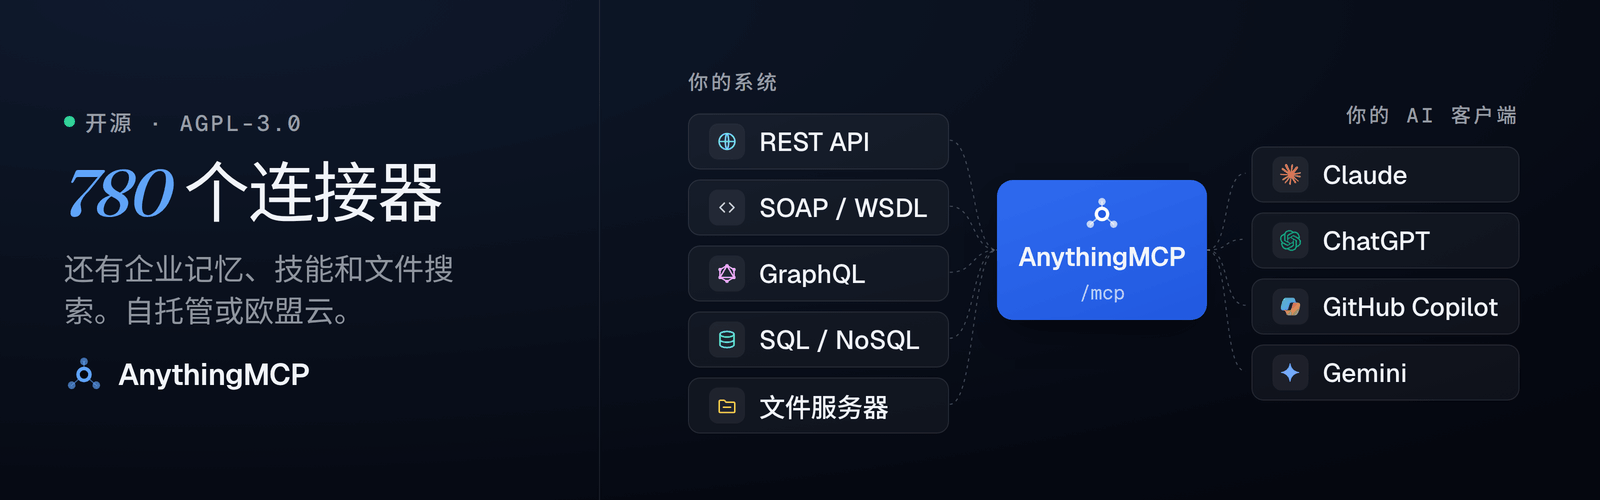 开源 · AGPL-3.0
780 个连接器
还有企业记忆、技能和文件搜
索。自托管或欧盟云。
AnythingMCP
你的系统
REST API
SOAP / WSDL
GraphQL
SQL / NoSQL
文件服务器
AnythingMCP
/mcp
你的 AI 客户端
Claude
ChatGPT
GitHub Copilot
Gemini